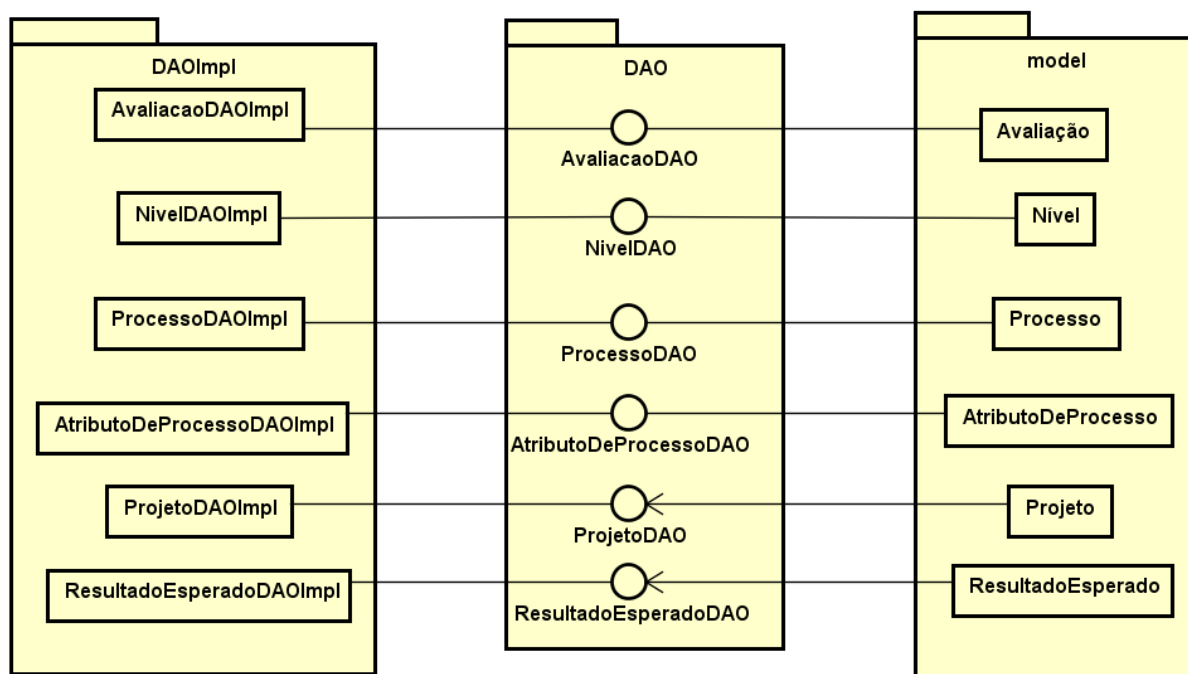 DAOImpl
AvaliacaoDAOImpl
NivelDAOImpl
ProcessoDAOImpl
AtributoDeProcessoDAOImpl
ProjetoDAOImpl
ResultadoEsperadoDAOImpl
DAO
AvaliacaoDAO
NivelDAO
ProcessoDAO
AtributoDeProcessoDAO
ProjetoDAO
ResultadoEsperadoDAO
model
Avaliação
Nível
Processo
AtributoDeProcesso
Projeto
ResultadoEsperado